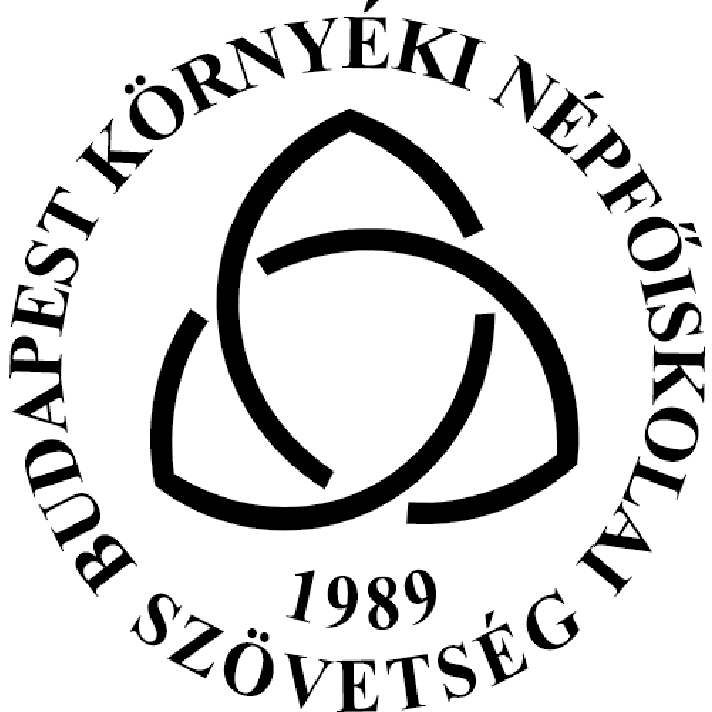 BUDAPEST KÖRNYÉKI NÉPFŐISKOLAI
SZÖVETSÉG
1989